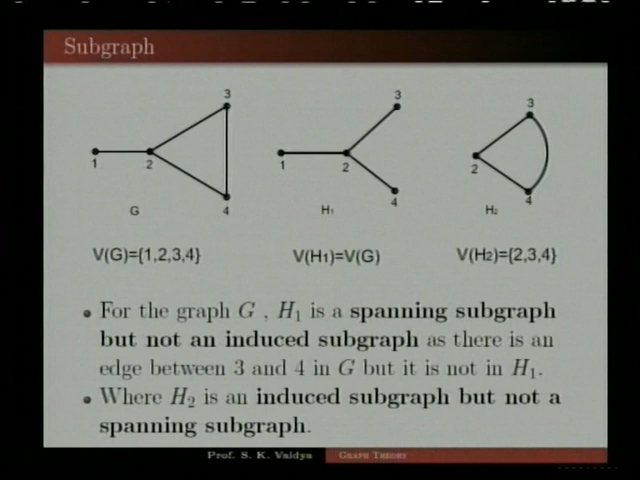 Subgraph
3
1
2
4
G
3
1
2
4
H₁
3
2
4
H₂
V(G)={1,2,3,4}
V(H₁)=V(G)
V(H₂)={2,3,4}
• For the graph G , H₁ is a spanning subgraph
but not an induced subgraph as there is an
edge between 3 and 4 in G but it is not in H₁.
• Where H₂ is an induced subgraph but not a
spanning subgraph.
Prof. S. K. Vaidya
Graph Theory